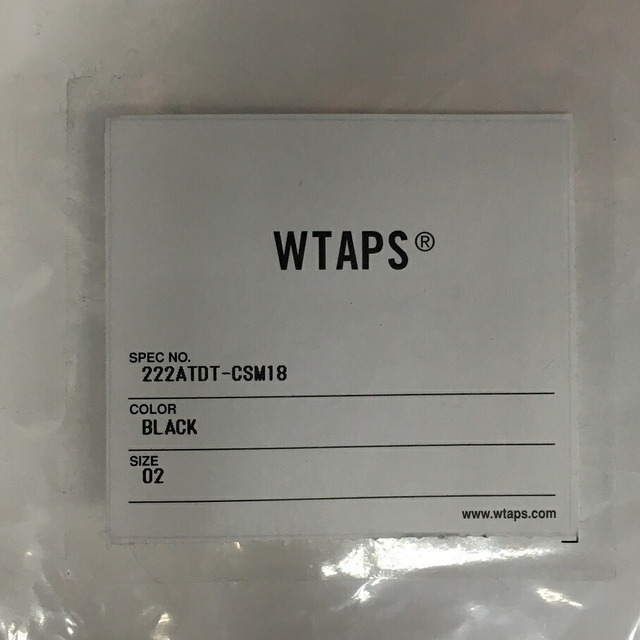 WTAPS®
SPEC NO.
222ATDT-CSM18
COLOR
BLACK
SIZE
02
www.wtaps.com